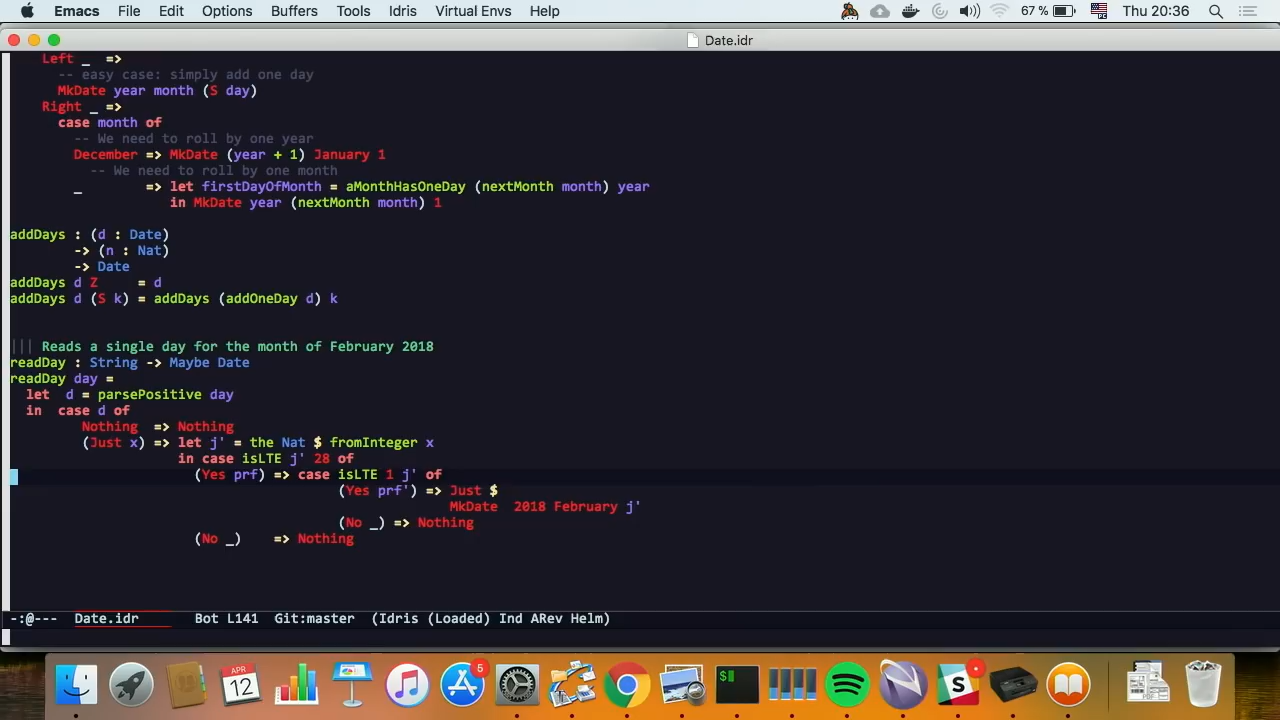 Emacs File Edit Options Buffers Tools Idris Virtual Envs Help 67 % Thu 20:36
Date.idr
Left _ =>
-- easy case: simply add one day
MkDate year month (S day)
Right _ =>
case month of
-- We need to roll by one year
December => MkDate (year + 1) January 1
-- We need to roll by one month
_ => let firstDayOfMonth = aMonthHasOneDay (nextMonth month) year
in MkDate year (nextMonth month) 1
addDays : (d : Date)
-> (n : Nat)
-> Date
addDays d Z = d
addDays d (S k) = addDays (addOneDay d) k
||| Reads a single day for the month of February 2018
readDay : String -> Maybe Date
readDay day =
let d = parsePositive day
in case d of
Nothing => Nothing
(Just x) => let j' = the Nat $ fromInteger x
in case isLTE j' 28 of
(Yes prf) => case isLTE 1 j' of
(Yes prf') => Just $
MkDate 2018 February j'
(No _) => Nothing
(No _) => Nothing
-:@--- Date.idr Bot L141 Git:master (Idris (Loaded) Ind ARev Helm)
APR
12
5
$
S